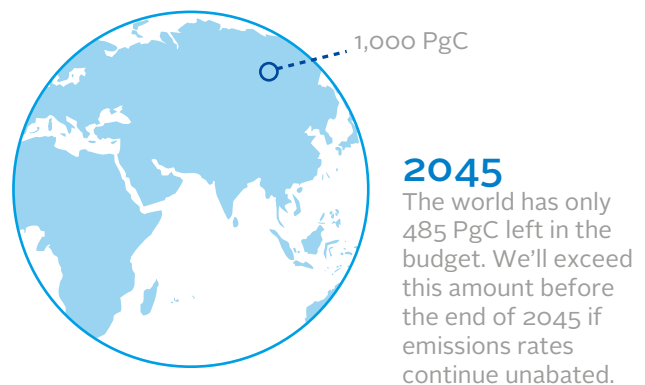 1,000 PgC
2045
The world has only
485 PgC left in the
budget. We’ll exceed
this amount before
the end of 2045 if
emissions rates
continue unabated.